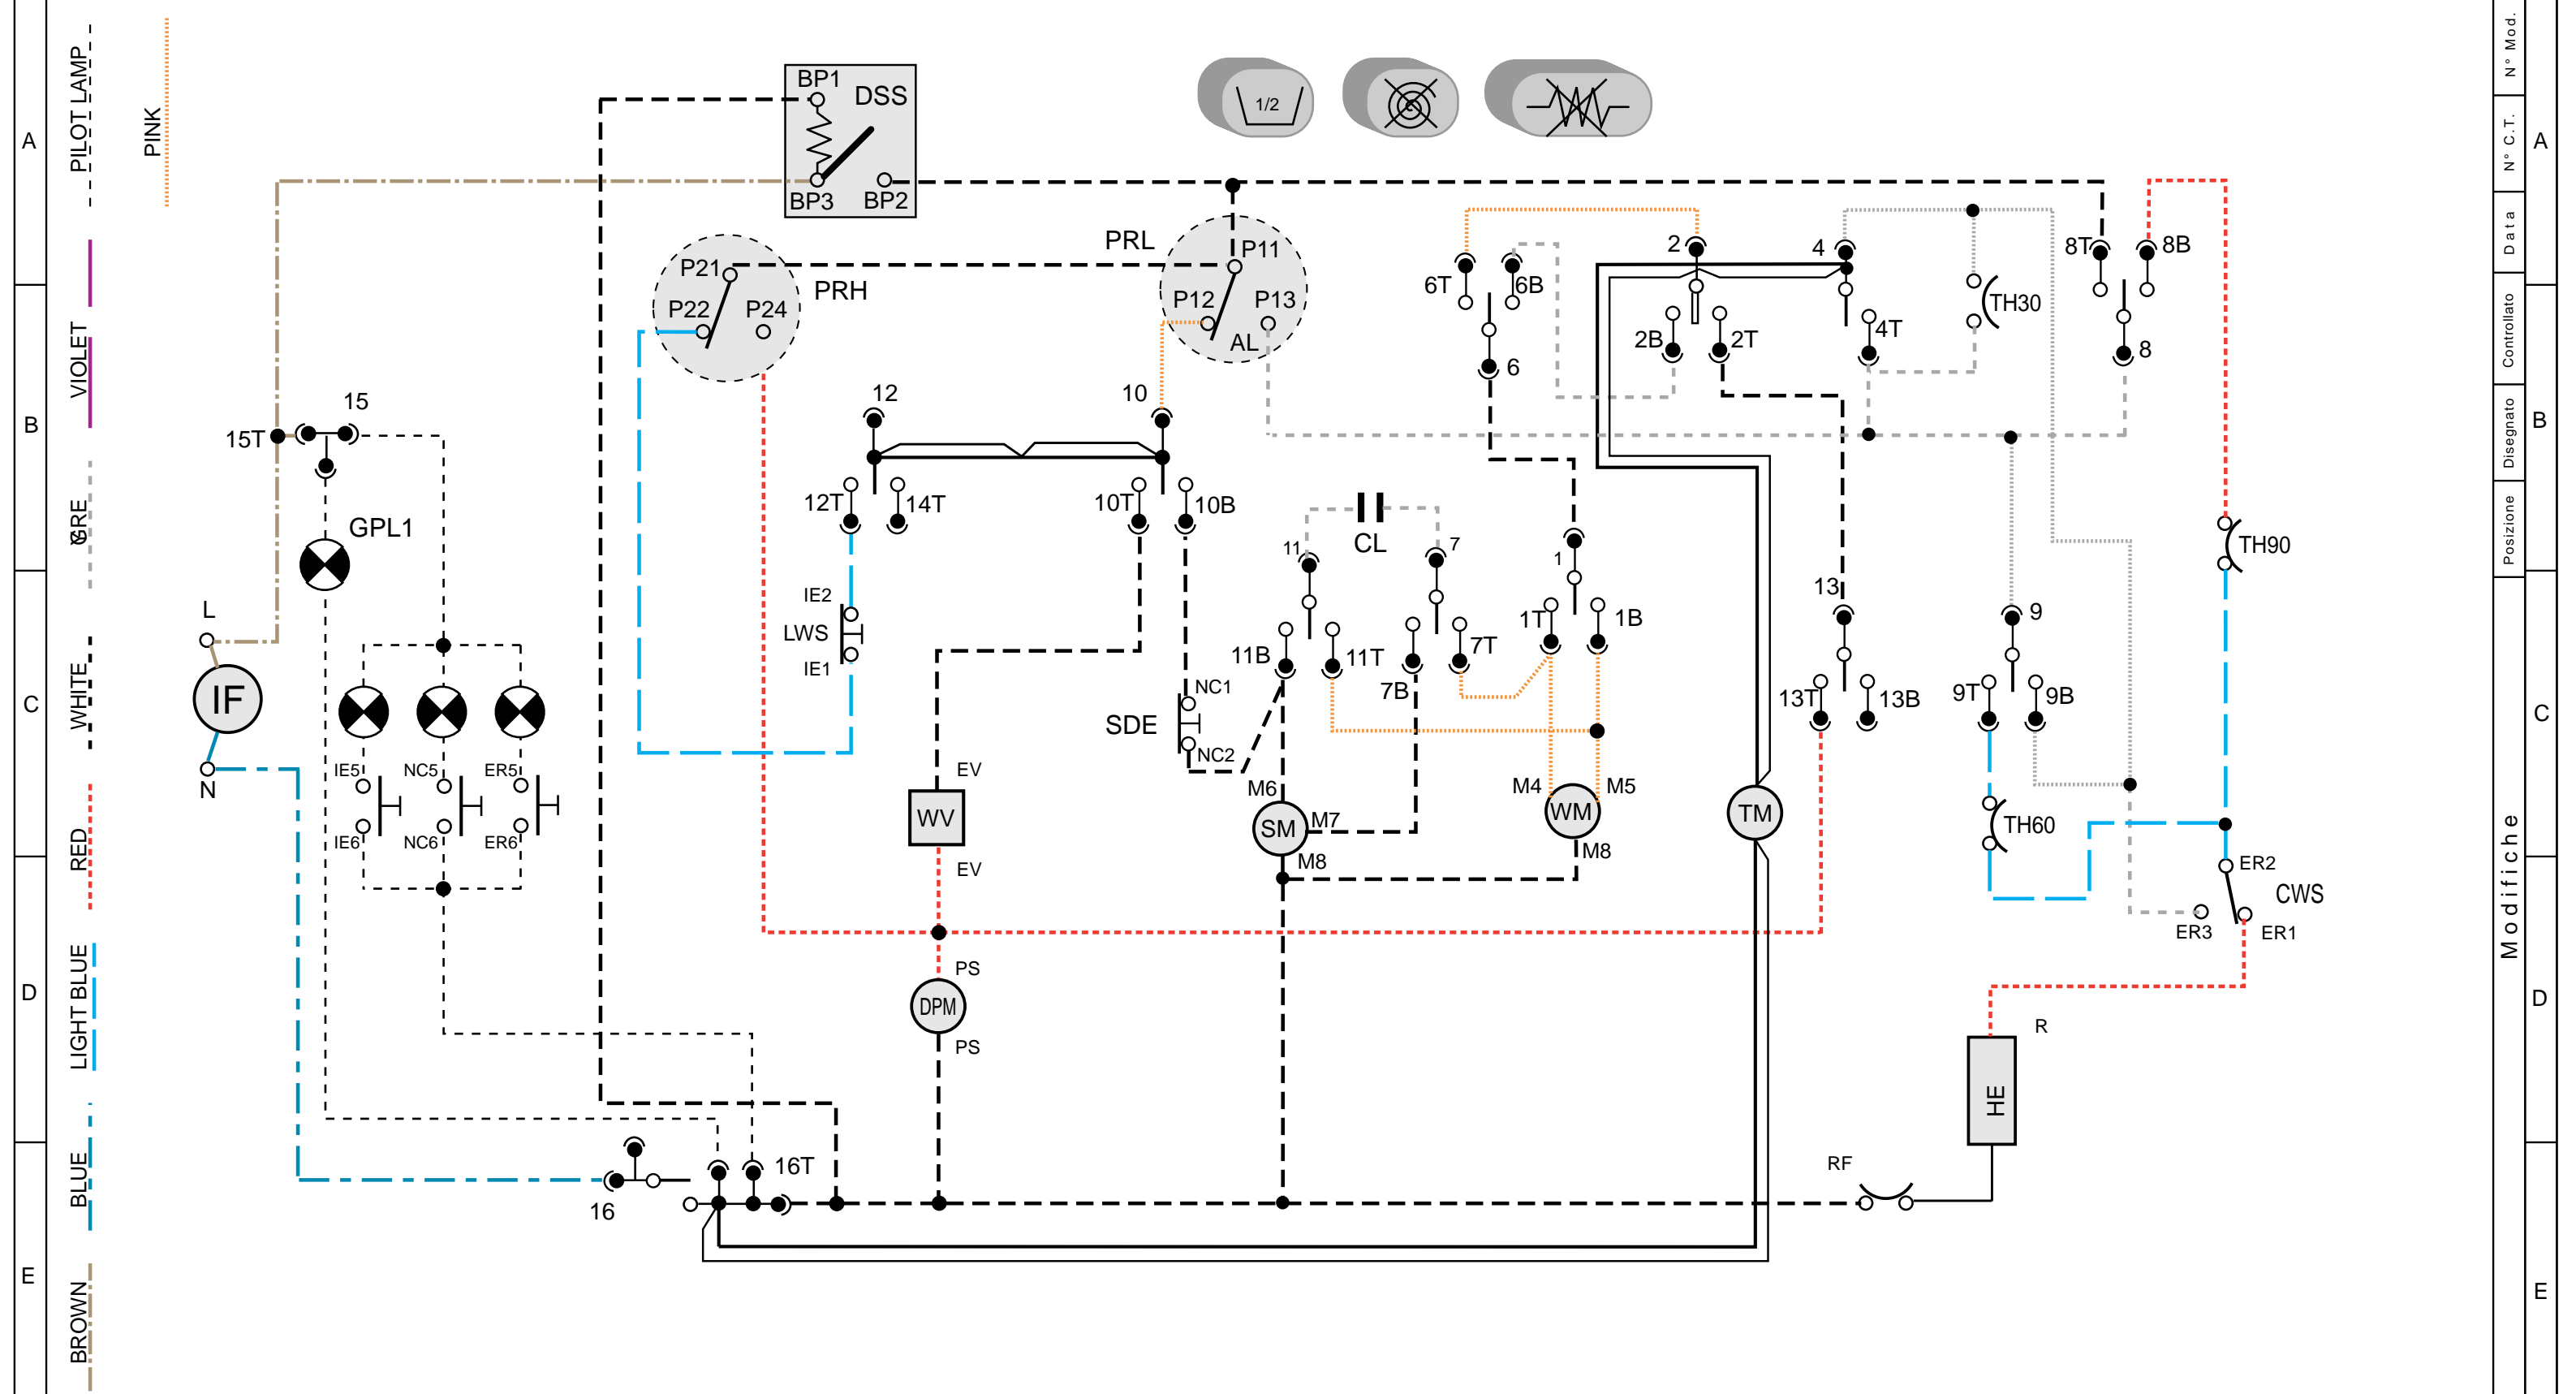 A
B
C
D
E
PILOT LAMP
PINK
VIOLET
GRE
WHITE
RED
LIGHT BLUE
BLUE
BROWN
BP1
DSS
BP3
BP2
1/2
PRL
P11
P21
PRH
P12
P13
P22
P24
AL
2
4
8T
8B
6T
6B
TH30
2B
2T
4T
8
6
12
10
15
15T
12T
14T
10T
10B
GPL1
CL
11
7
1
TH90
IE2
LWS
IE1
L
IF
N
13
9
1T
1B
11B
11T
7T
7B
NC1
SDE
NC2
13T
13B
9T
9B
IE5
NC5
ER5
IE6
NC6
ER6
EV
WV
EV
M6
SM
M7
M8
M4
WM
M5
M8
TM
TH60
ER2
CWS
ER3
ER1
PS
DPM
PS
R
HE
RF
16T
16
N° Mod.
N° C.T.
Data
Controllato
Disegnato
Posizione
Modifiche
A
B
C
D
E